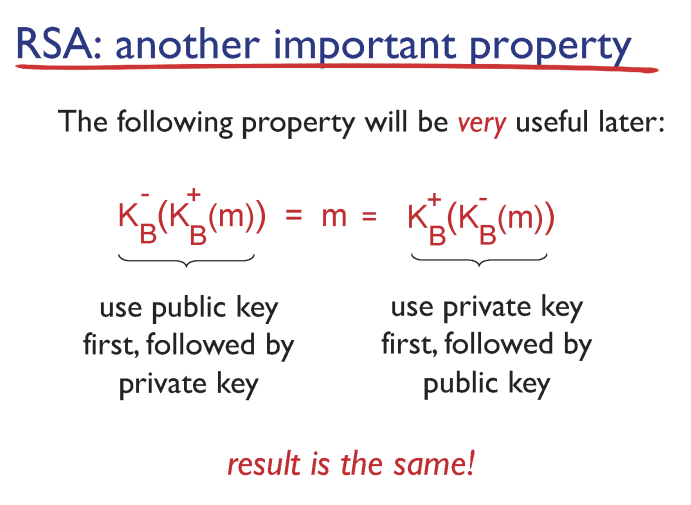 RSA: another important property
The following property will be very useful later:
K_B^-(K_B^+(m)) = m = K_B^+(K_B^-(m))
use public key use private key
first, followed by first, followed by
private key public key
result is the same!